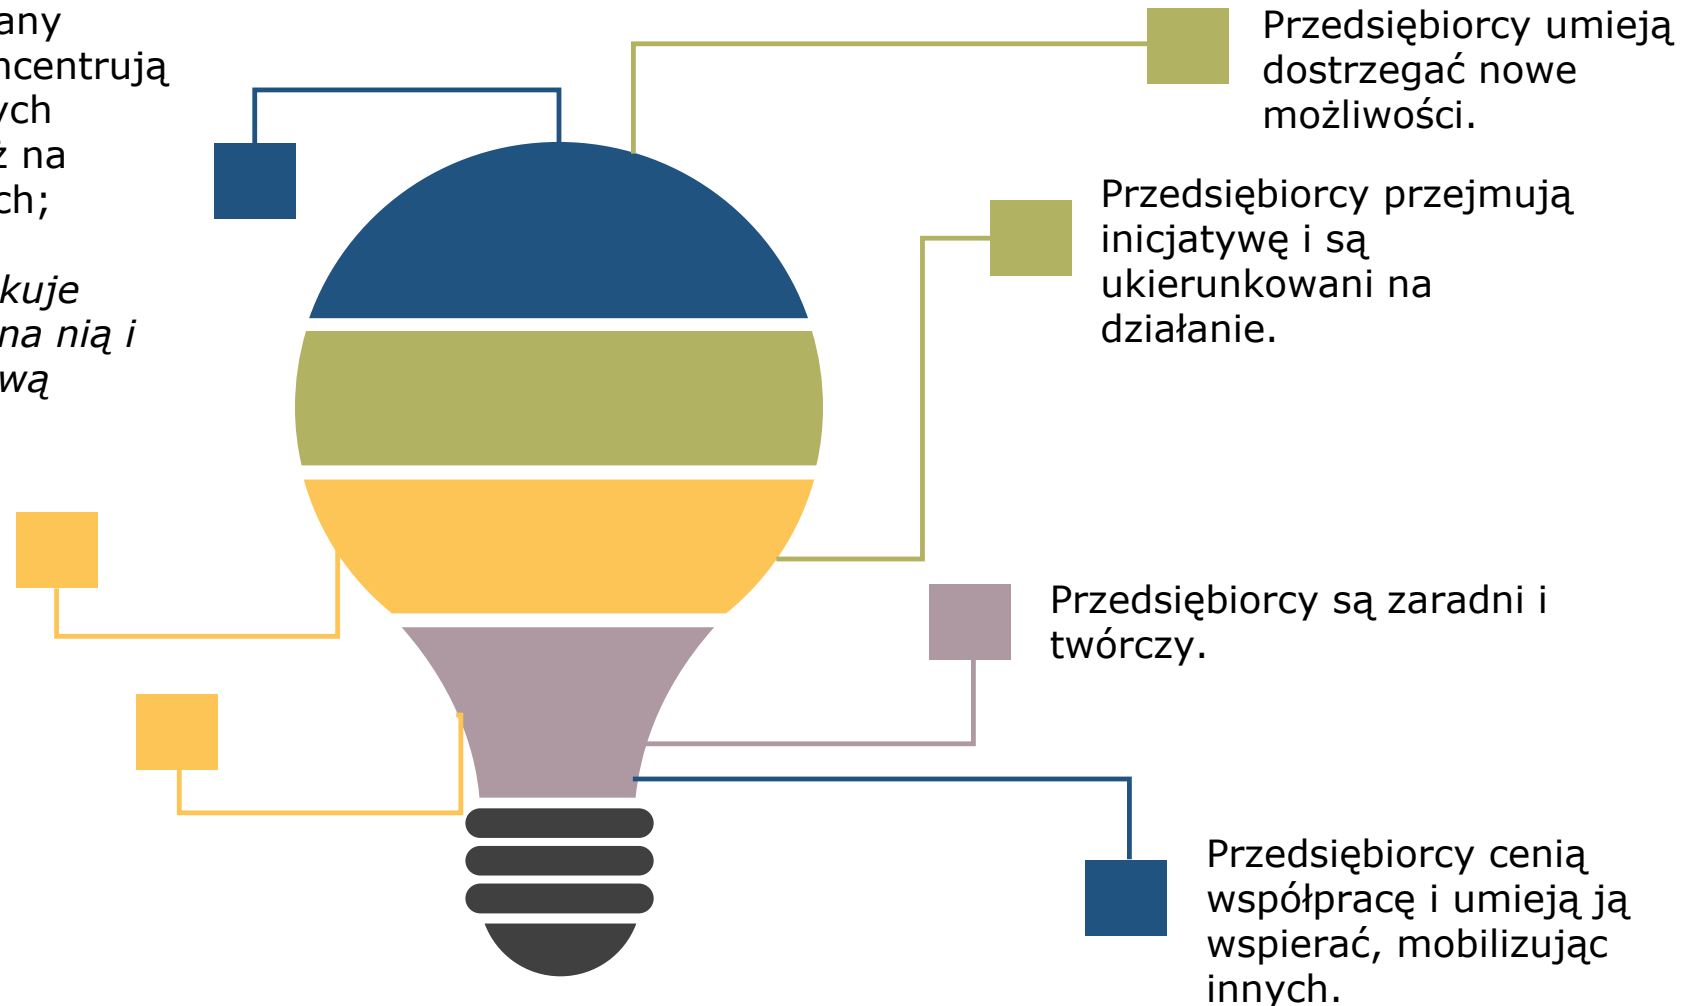 any
ncentrują
ych
ż na
ch;
kuje
na nią i
wą
Przedsiębiorcy umieją
dostrzegać nowe
możliwości.
Przedsiębiorcy przejmują
inicjatywę i są
ukierunkowani na
działanie.
Przedsiębiorcy są zaradni i
twórczy.
Przedsiębiorcy cenią
współpracę i umieją ją
wspierać, mobilizując
innych.